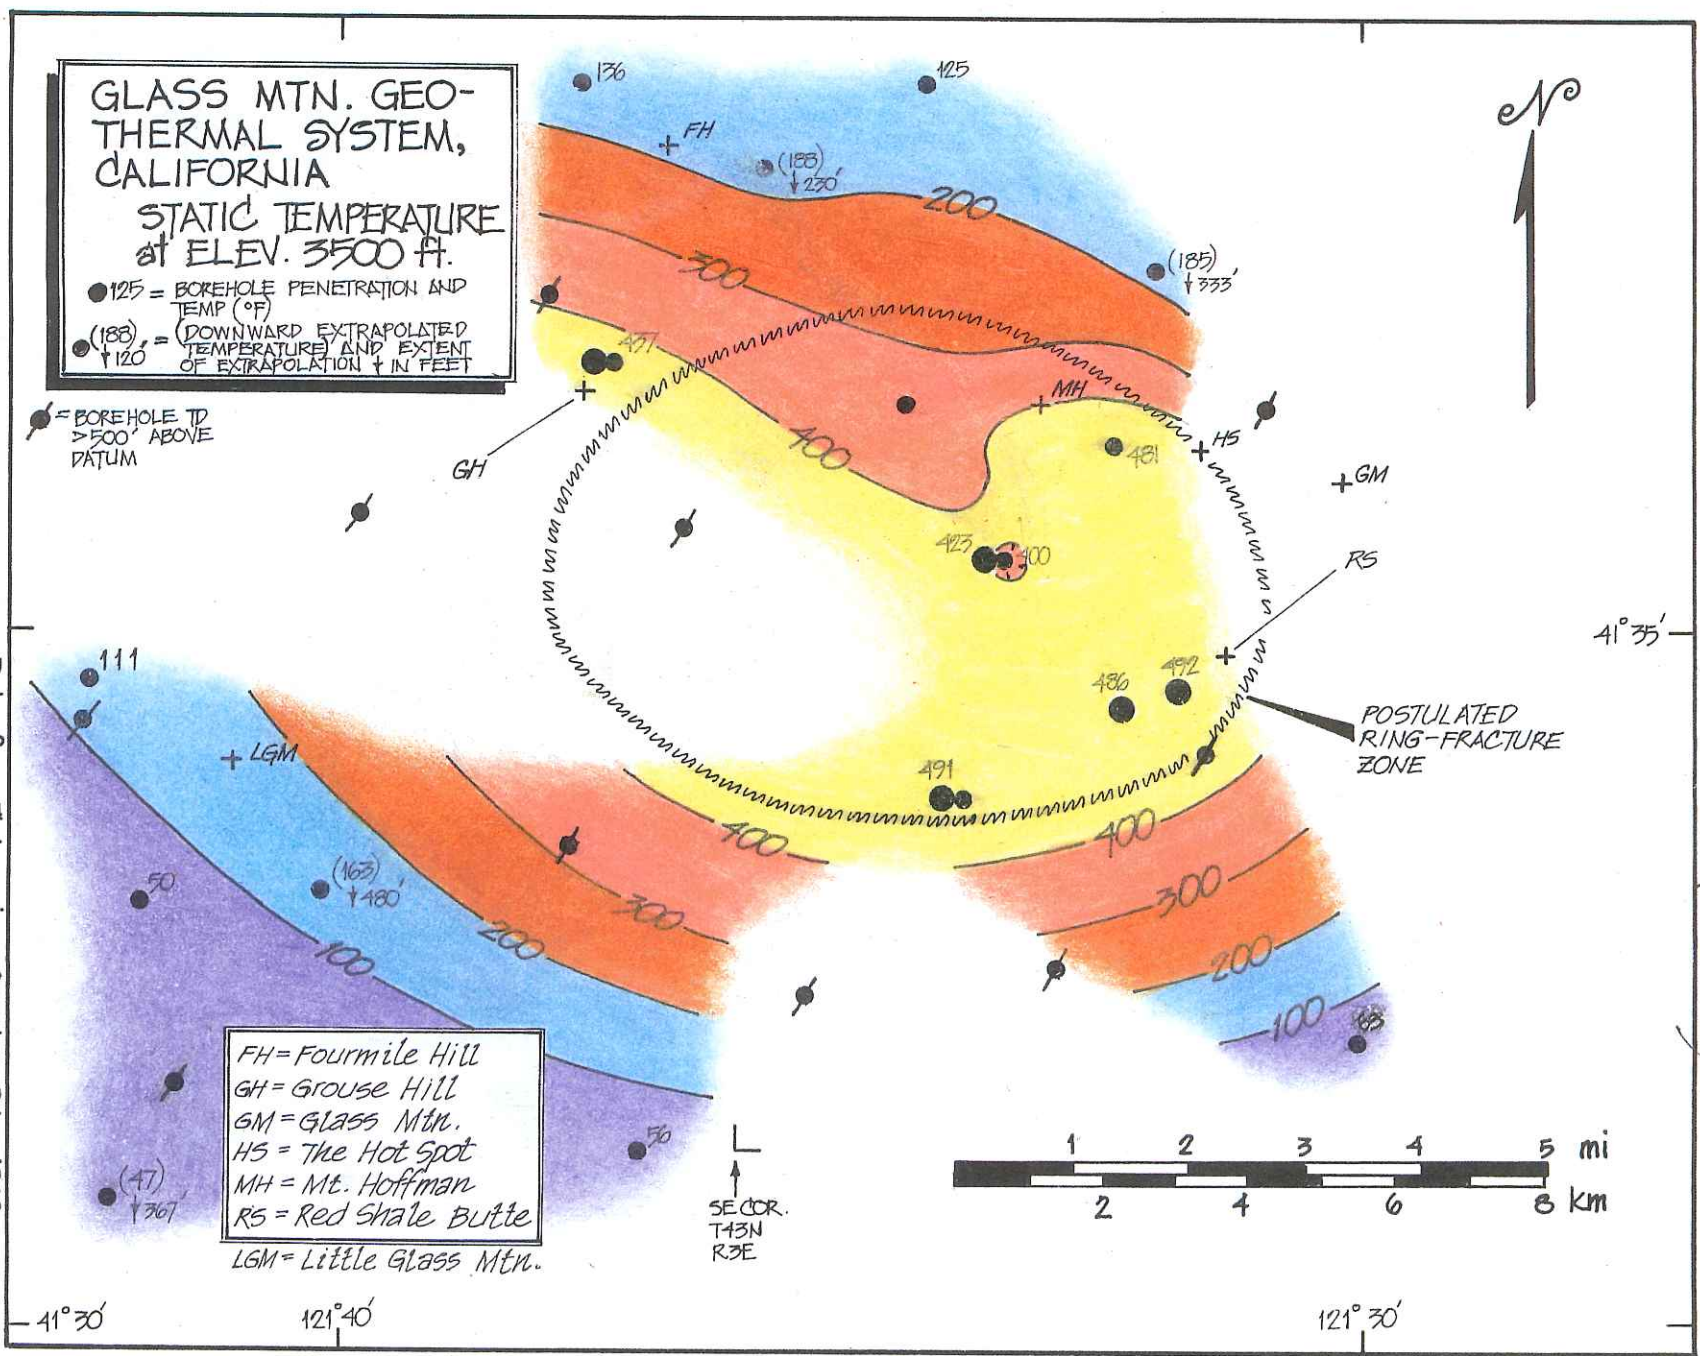 GLASS MTN. GEO-
THERMAL SYSTEM,
CALIFORNIA
STATIC TEMPERATURE
at ELEV. 3500 ft.
125 = BOREHOLE PENETRATION AND
TEMP (°F)
(188) = (DOWNWARD EXTRAPOLATED
120' TEMPERATURE) AND EXTENT
OF EXTRAPOLATION ↓ IN FEET
= BOREHOLE TD
>500' ABOVE
DATUM
N
136
125
FH
(188)
↓230'
200
(185)
↓333'
300
437
MH
400
481
HS
GH
GM
423
400
RS
41°35'
111
486
492
LGM
POSTULATED
RING-FRACTURE
ZONE
491
400
400
50
(163)
↓480'
300
300
200
200
100
100
(47)
↓367'
56
FH = Fourmile Hill
GH = Grouse Hill
GM = Glass Mtn.
HS = The Hot Spot
MH = Mt. Hoffman
RS = Red Shale Butte
LGM = Little Glass Mtn.
SE COR.
T43N
R3E
1 2 3 4 5 mi
2 4 6 8 km
41°30'
121°40'
121°30'